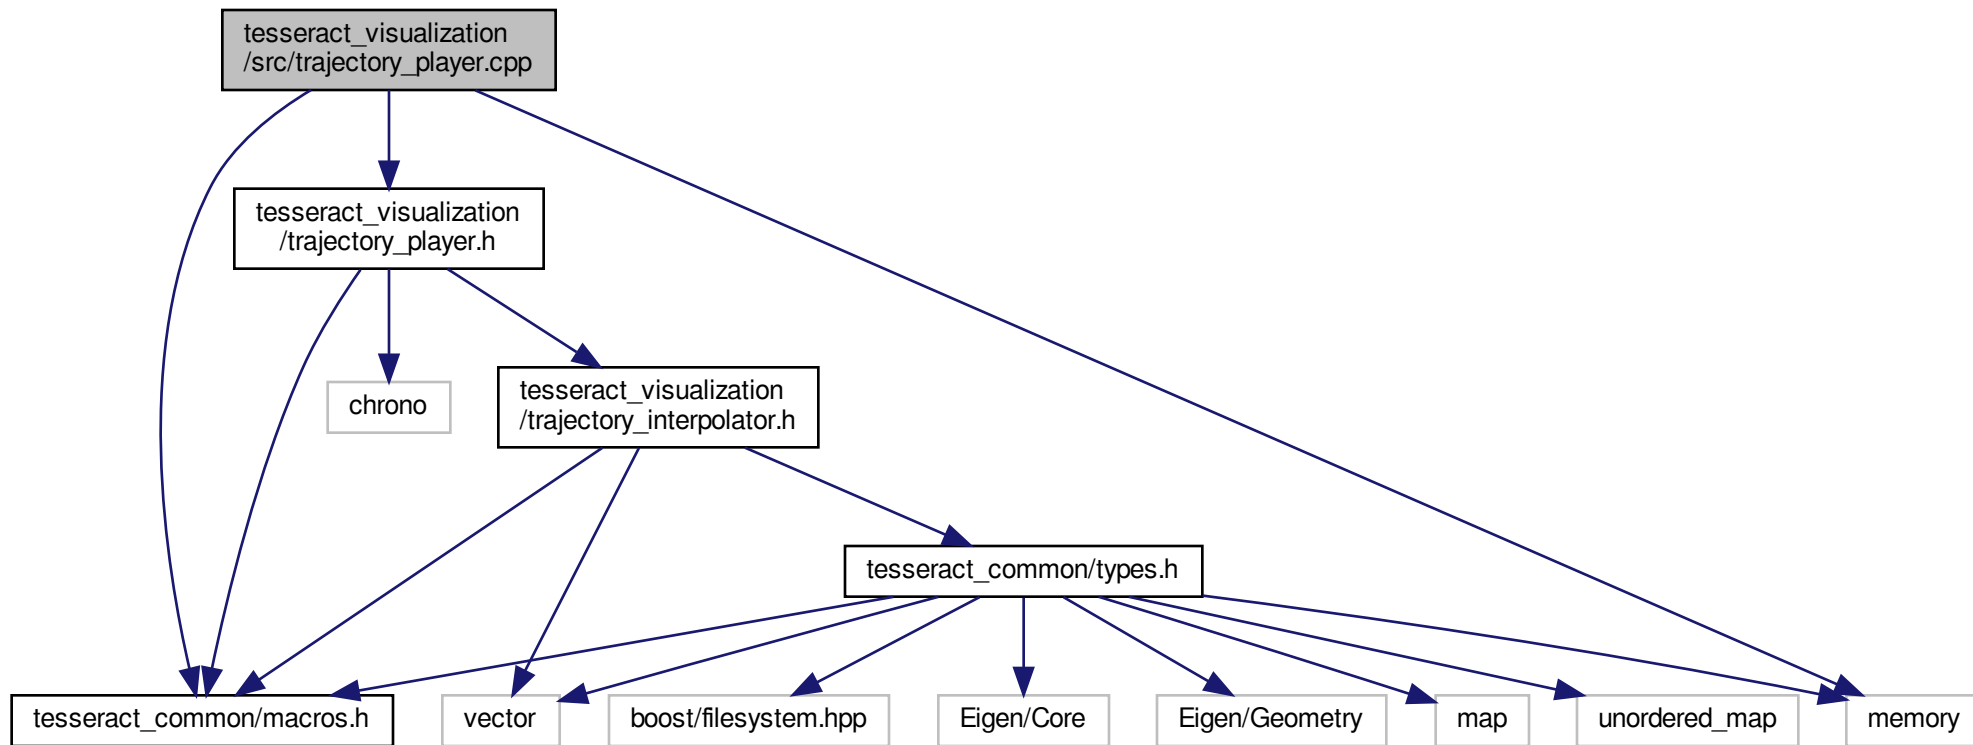 tesseract_visualization
/src/trajectory_player.cpp
tesseract_visualization
/trajectory_player.h
chrono
tesseract_visualization
/trajectory_interpolator.h
tesseract_common/types.h
tesseract_common/macros.h
vector
boost/filesystem.hpp
Eigen/Core
Eigen/Geometry
map
unordered_map
memory